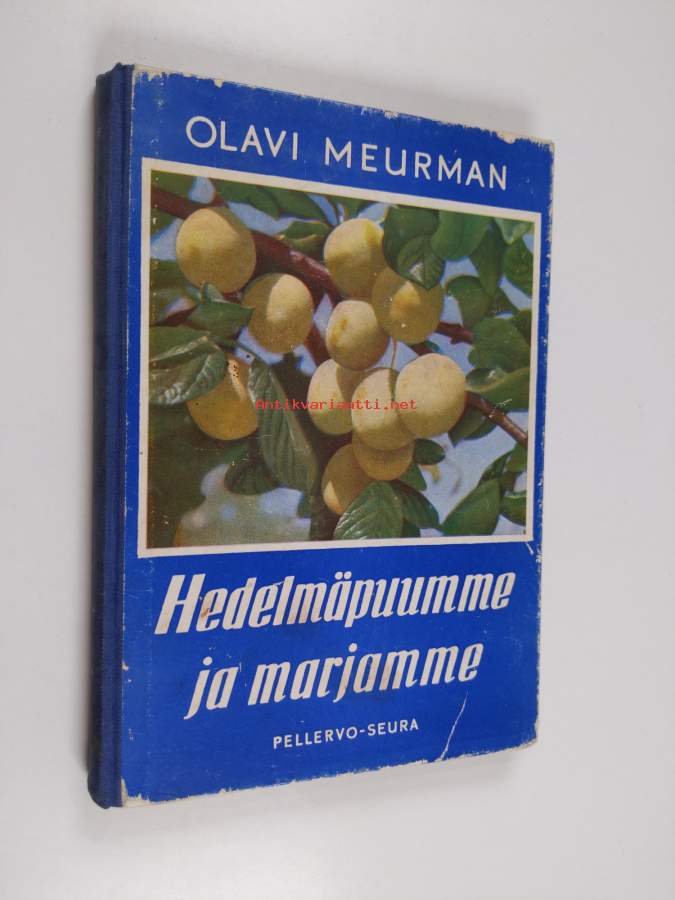 OLAVI MEURMAN
Antikvariaatti.net
Hedelmäpuumme
ja marjamme
PELLERVO-SEURA